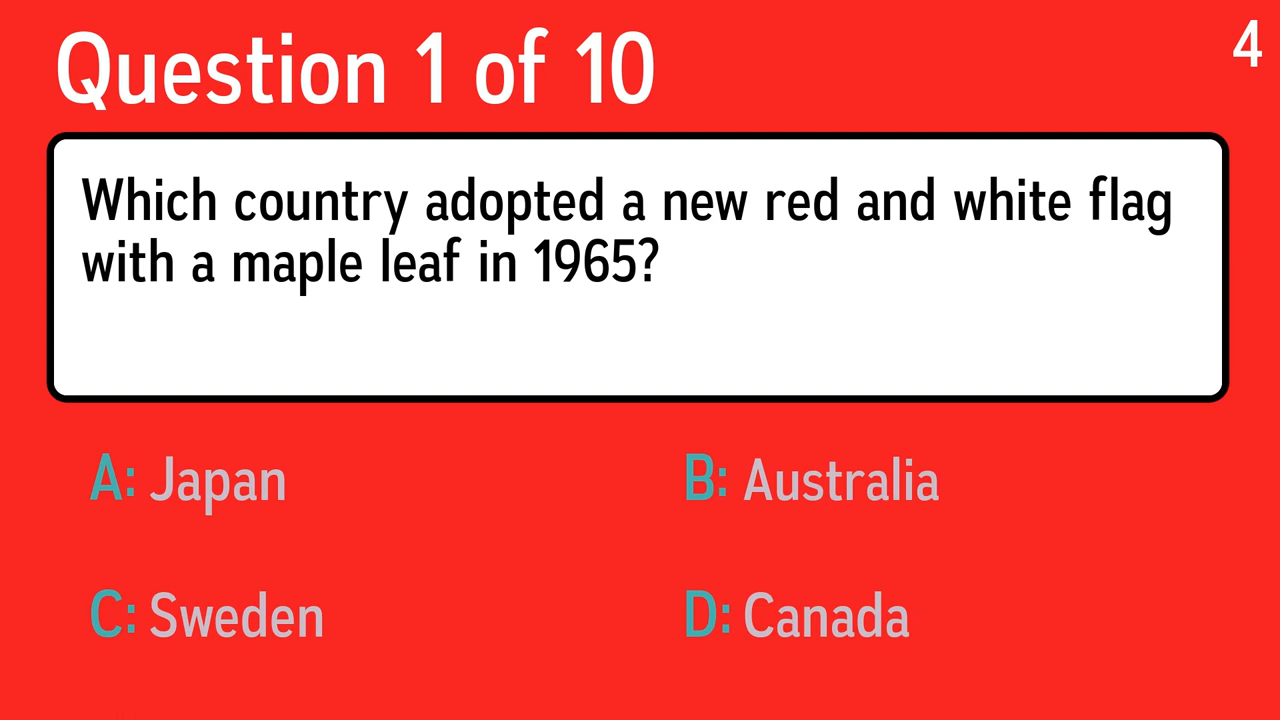 Question 1 of 10
4
Which country adopted a new red and white flag
with a maple leaf in 1965?
A: Japan
B: Australia
C: Sweden
D: Canada